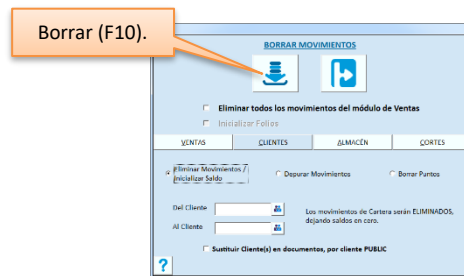 Borrar (F10).
BORRAR MOVIMIENTOS
Eliminar todos los movimientos del módulo de Ventas
Inicializar Folios
VENTAS CLIENTES ALMACÉN CORTES
Eliminar Movimientos / Inicializar Saldo
Depurar Movimientos
Borrar Puntos
Del Cliente
Al Cliente
Los movimientos de Cartera serán ELIMINADOS,
dejando saldos en cero.
Sustituir Cliente(s) en documentos, por cliente PUBLIC
?